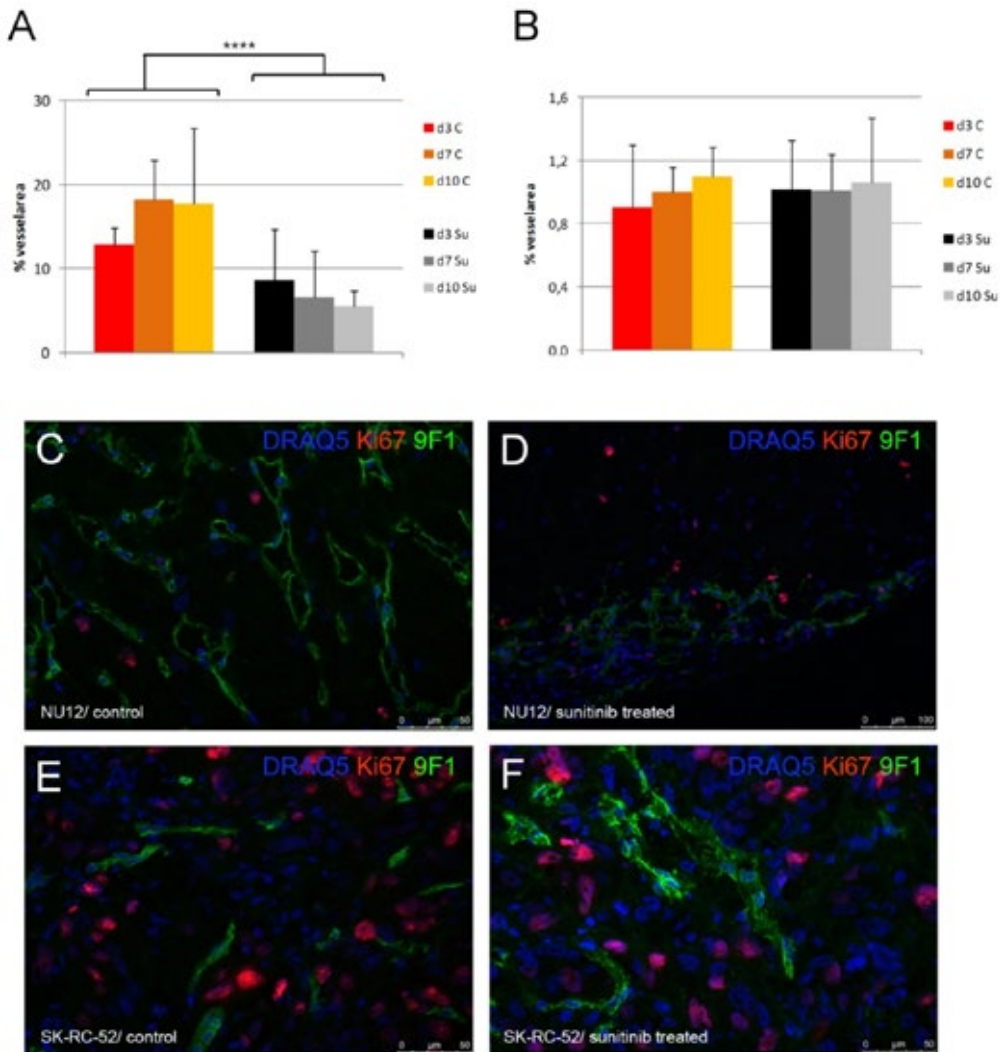 A
****
% vesselarea
30
20
10
0
d3 C
d7 C
d10 C
d3 Su
d7 Su
d10 Su
B
% vesselarea
1,6
1,2
0,8
0,4
0,0
d3 C
d7 C
d10 C
d3 Su
d7 Su
d10 Su
C
DRAQ5 Ki67 9F1
NU12/ control
0 µm 50
D
DRAQ5 Ki67 9F1
NU12/ sunitinib treated
0 µm 100
E
DRAQ5 Ki67 9F1
SK-RC-52/ control
0 µm 50
F
DRAQ5 Ki67 9F1
SK-RC-52/ sunitinib treated
0 µm 50